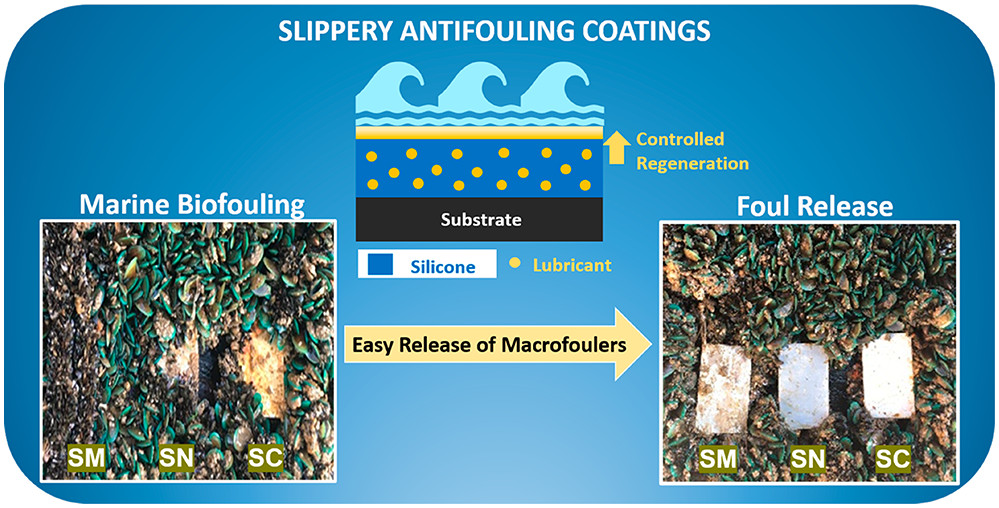 SLIPPERY ANTIFOULING COATINGS
Controlled
Regeneration
Substrate
Silicone
Lubricant
Marine Biofouling
SM SN SC
Easy Release of Macrofoulers
Foul Release
SM SN SC